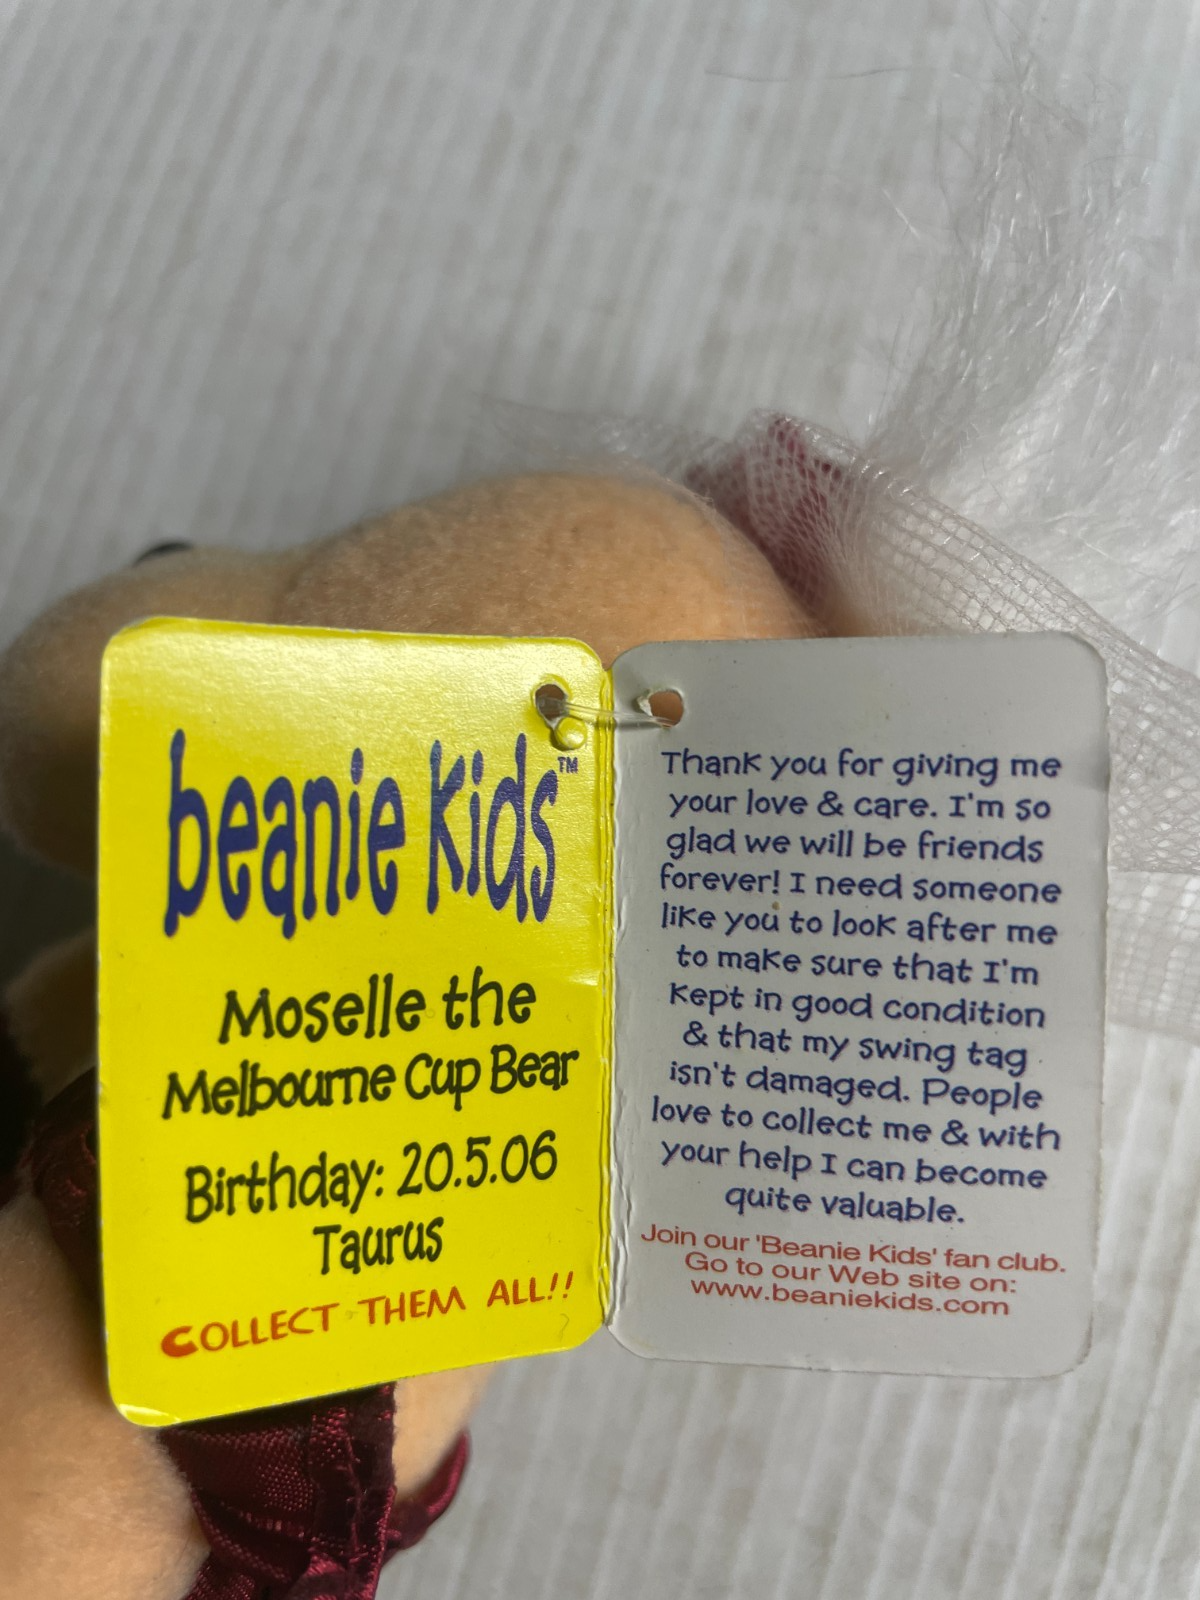 beanie Kids™
Moselle the
Melbourne Cup Bear
Birthday: 20.5.06
Taurus
COLLECT THEM ALL!!
Thank you for giving me
your love & care. I'm so
glad we will be friends
forever! I need someone
like you to look after me
to make sure that I'm
kept in good condition
& that my swing tag
isn't damaged. People
love to collect me & with
your help I can become
quite valuable.
Join our 'Beanie Kids' fan club.
Go to our Web site on:
www.beaniekids.com